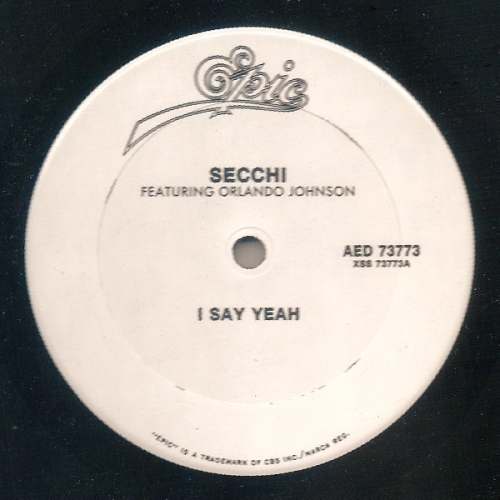 Epic
SECCHI
FEATURING ORLANDO JOHNSON
AED 73773
XSS 73773A
I SAY YEAH
"EPIC" IS A TRADEMARK OF CBS INC./MARCA REG.